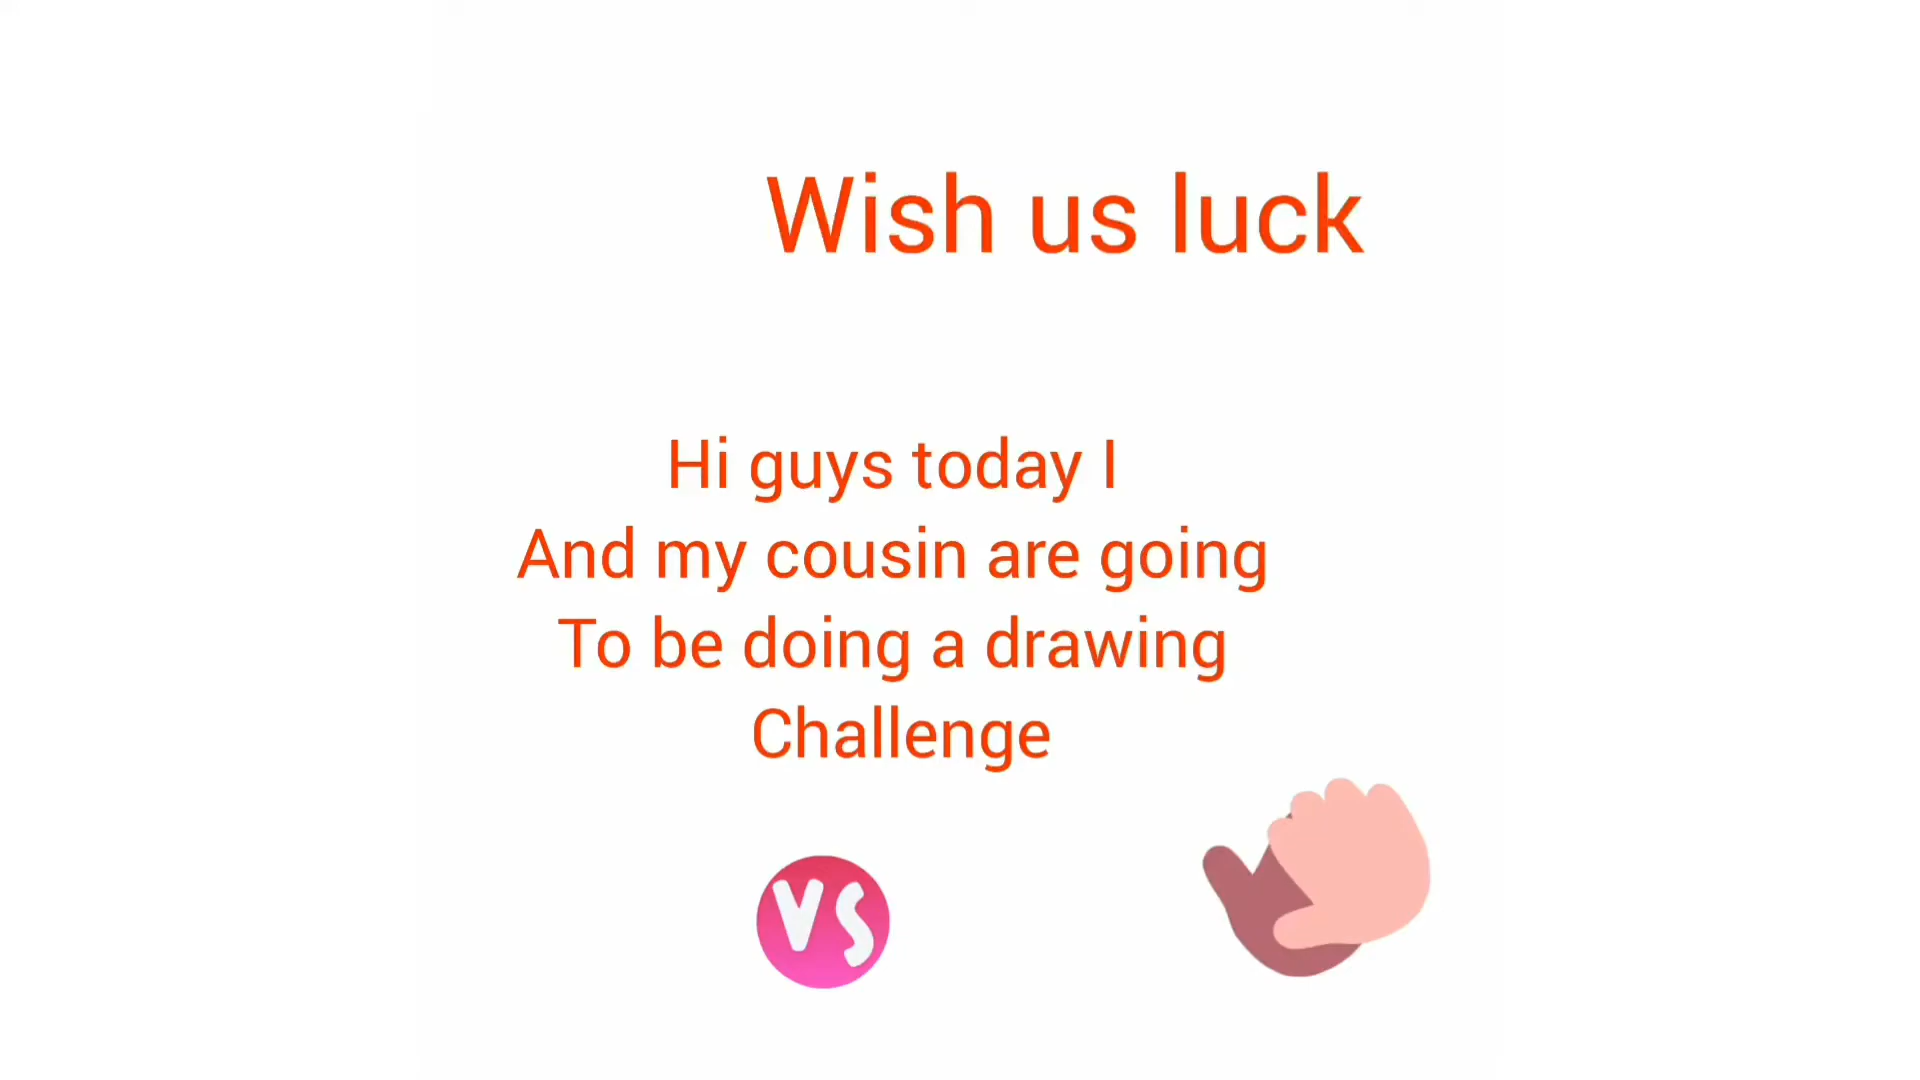 Wish us luck
Hi guys today I
And my cousin are going
To be doing a drawing
Challenge
VS